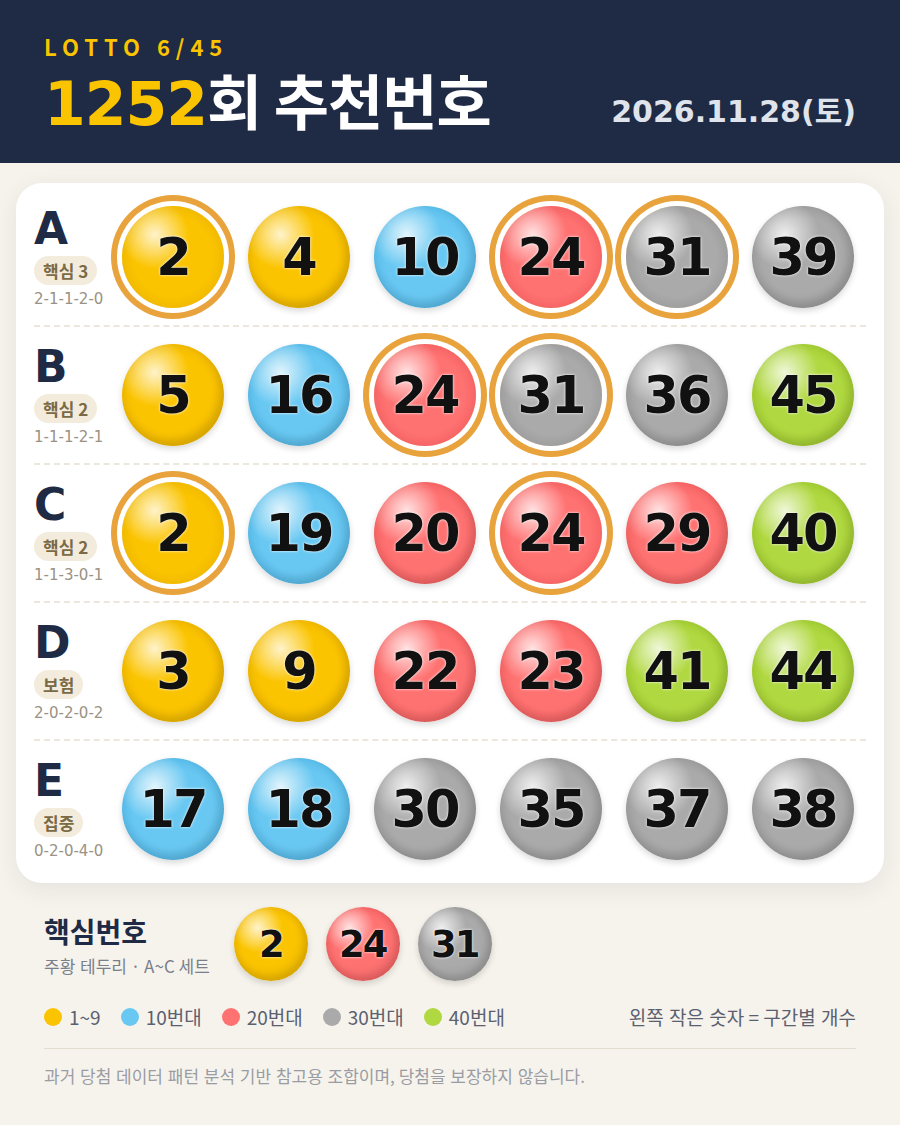 LOTTO 6/45
1252회 추천번호
2026.11.28(토)
A
핵심 3
2-1-1-2-0
2 4 10 24 31 39
B
핵심 2
1-1-1-2-1
5 16 24 31 36 45
C
핵심 2
1-1-3-0-1
2 19 20 24 29 40
D
보험
2-0-2-0-2
3 9 22 23 41 44
E
집중
0-2-0-4-0
17 18 30 35 37 38
핵심번호
주황 테두리 · A~C 세트
2 24 31
1~9 10번대 20번대 30번대 40번대
왼쪽 작은 숫자 = 구간별 개수
과거 당첨 데이터 패턴 분석 기반 참고용 조합이며, 당첨을 보장하지 않습니다.